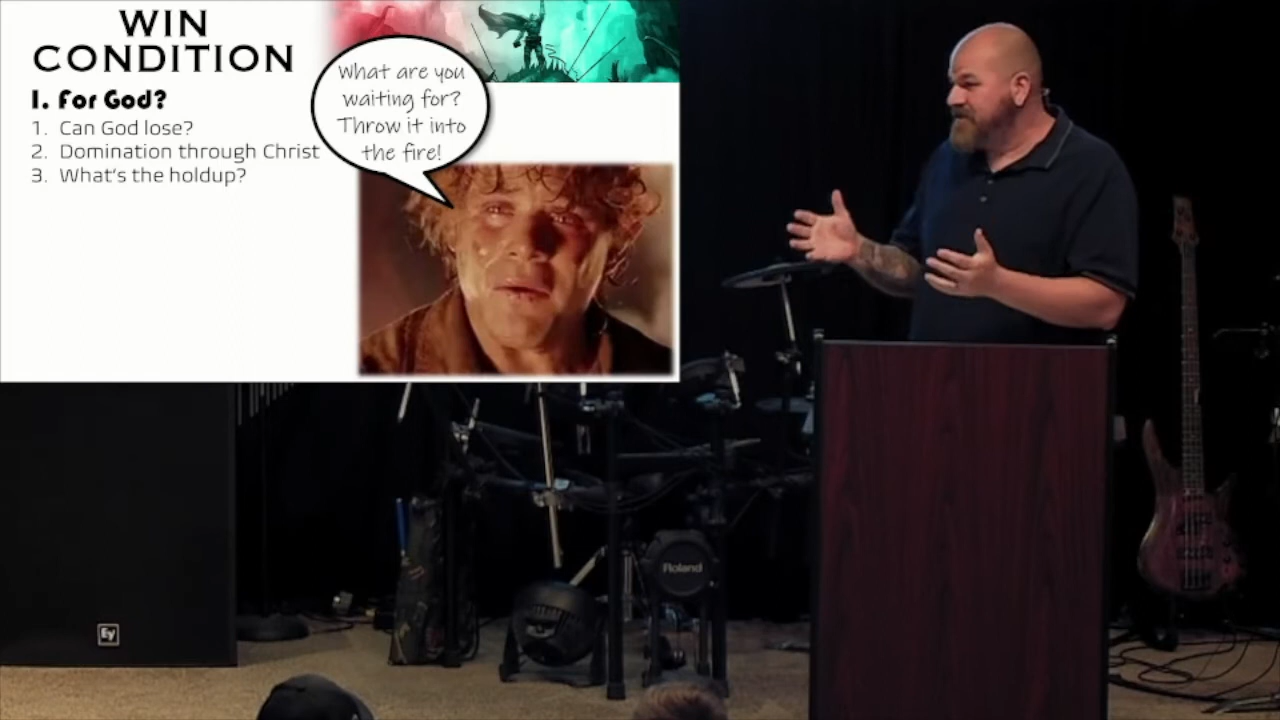 WIN
CONDITION
I. For God?
1. Can God lose?
2. Domination through Christ
3. What's the holdup?
What are you
waiting for?
Throw it into
the fire!
Roland
EV